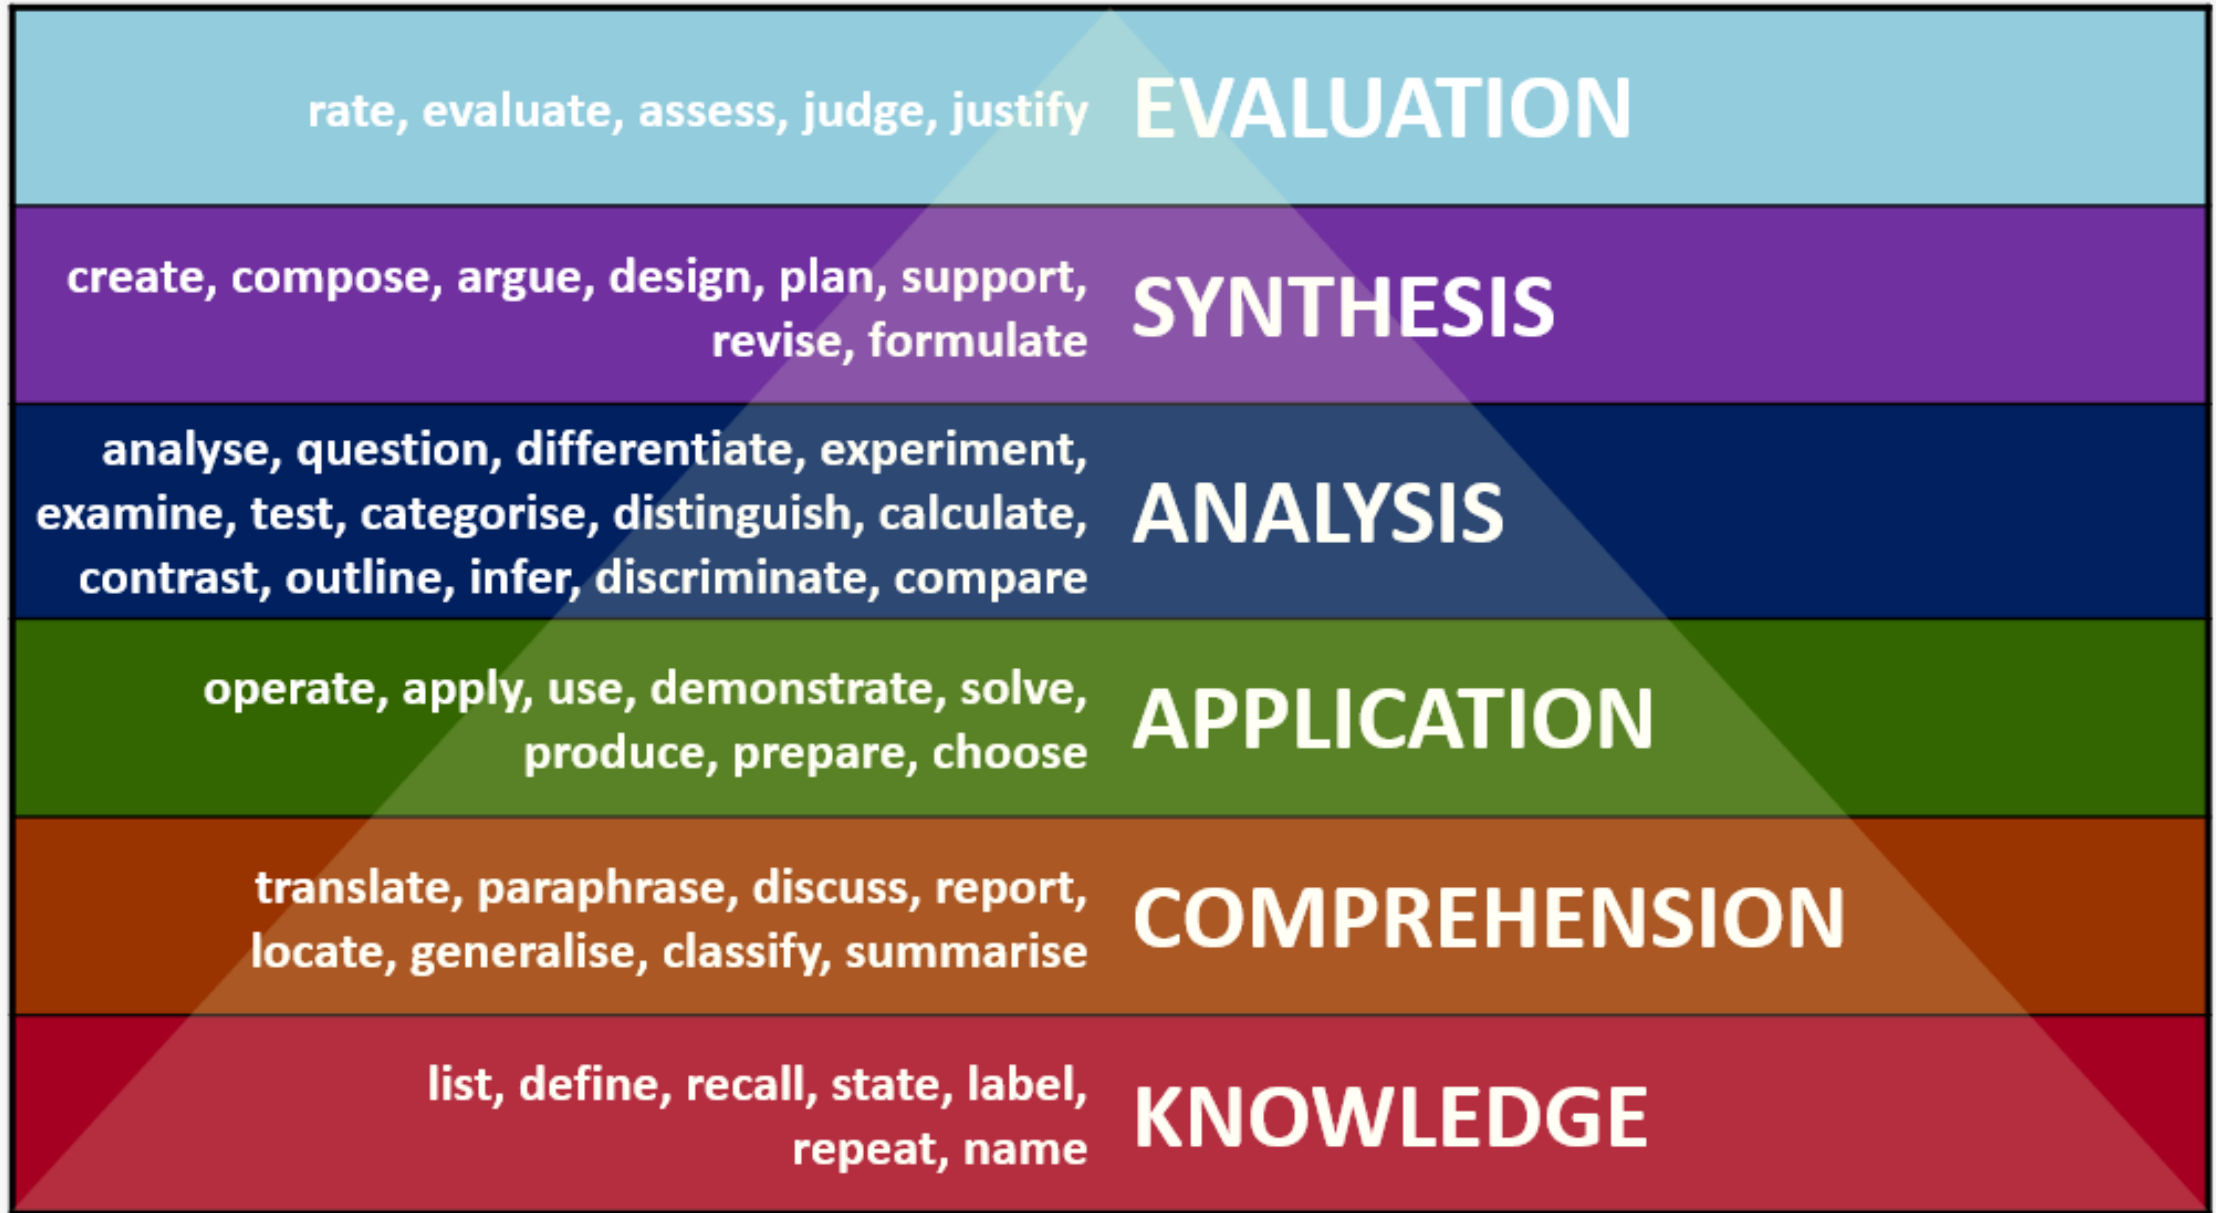 rate, evaluate, assess, judge, justify
EVALUATION
create, compose, argue, design, plan, support,
revise, formulate
SYNTHESIS
analyse, question, differentiate, experiment,
examine, test, categorise, distinguish, calculate,
contrast, outline, infer, discriminate, compare
ANALYSIS
operate, apply, use, demonstrate, solve,
produce, prepare, choose
APPLICATION
translate, paraphrase, discuss, report,
locate, generalise, classify, summarise
COMPREHENSION
list, define, recall, state, label,
repeat, name
KNOWLEDGE